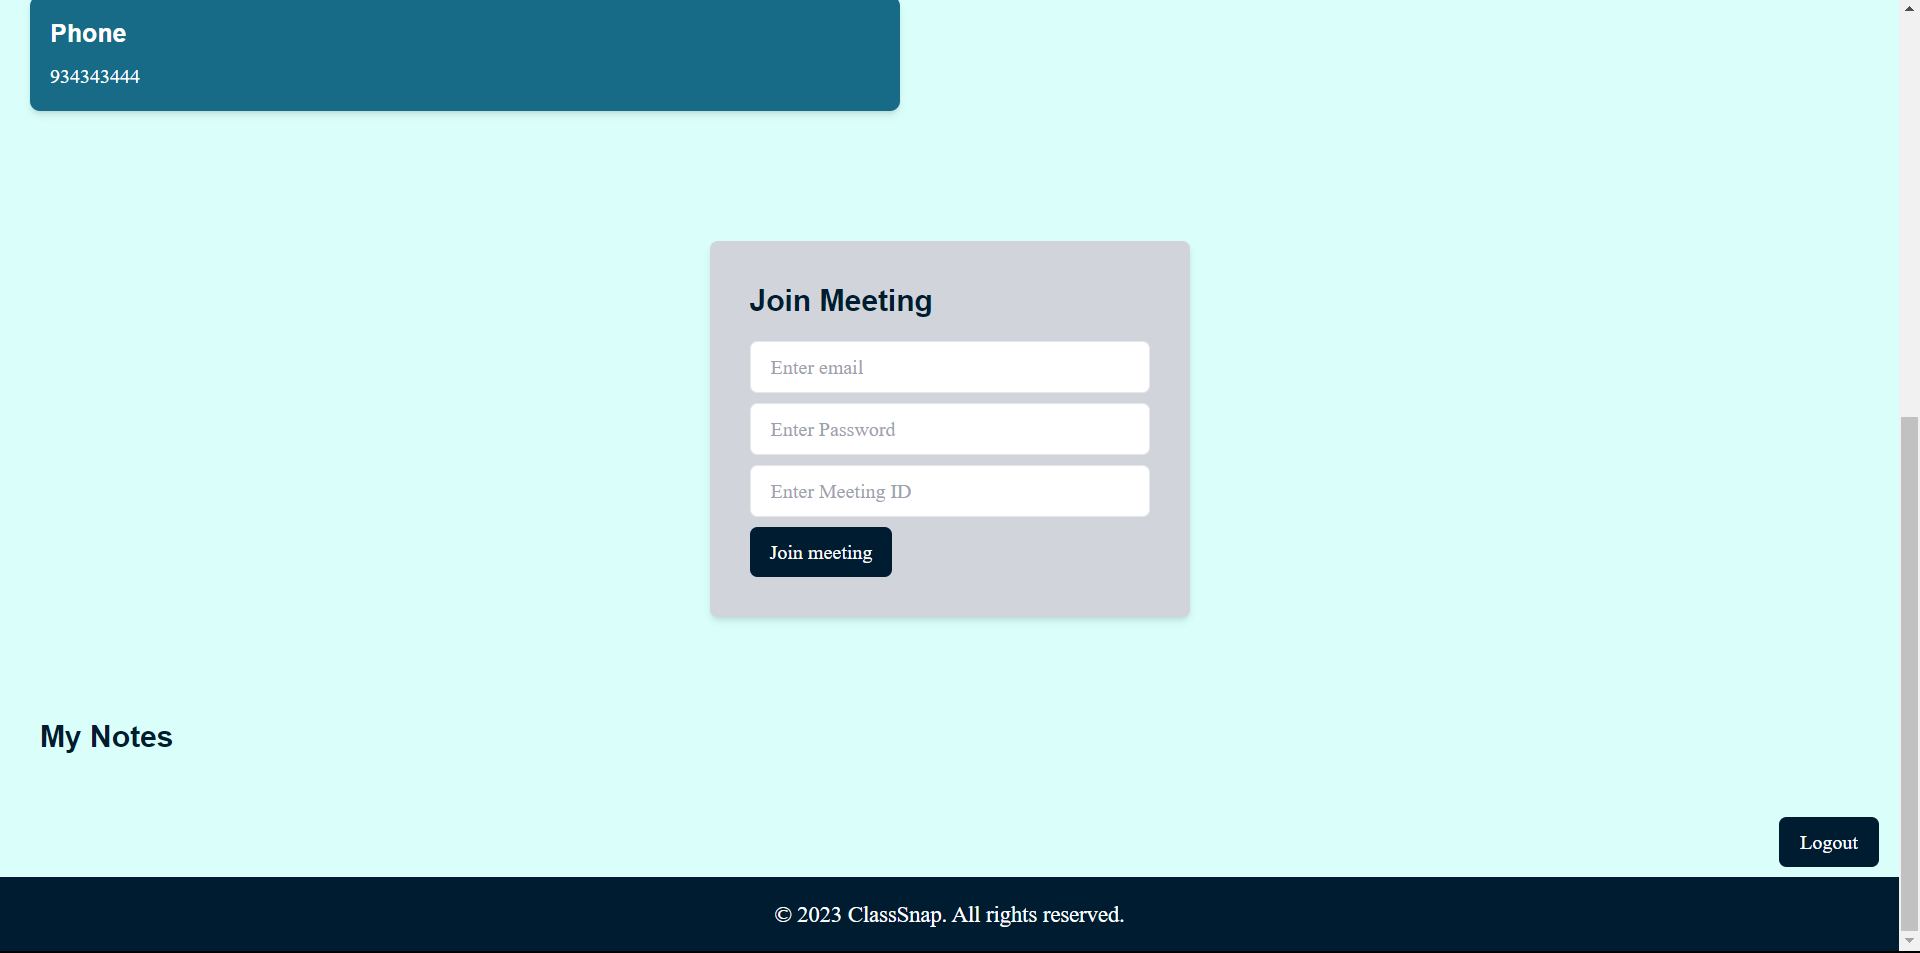 Phone
934343444
Join Meeting
Enter email
Enter Password
Enter Meeting ID
Join meeting
My Notes
Logout
© 2023 ClassSnap. All rights reserved.